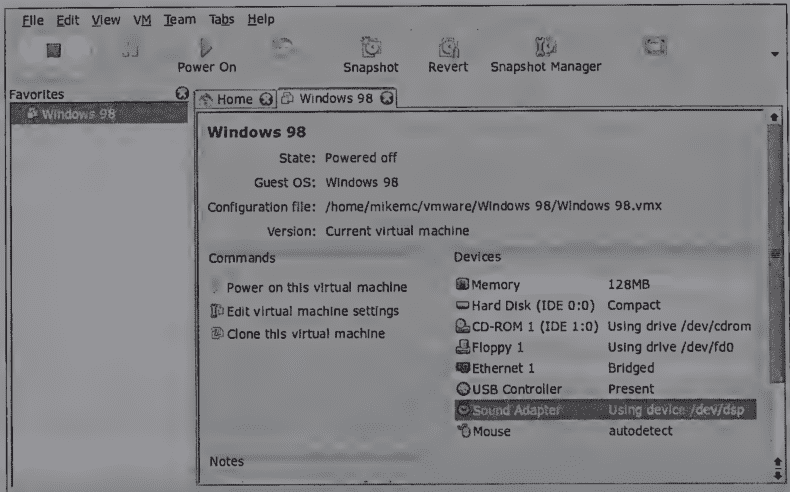 File Edit View VM Team Tabs Help
Power On Snapshot Revert Snapshot Manager
Favorites
Windows 98
Home Windows 98
Windows 98
State: Powered off
Guest OS: Windows 98
Configuration file: /home/mikemc/vmware/Windows 98/Windows 98.vmx
Version: Current virtual machine
Commands
Power on this virtual machine
Edit virtual machine settings
Clone this virtual machine
Devices
Memory 128MB
Hard Disk (IDE 0:0) Compact
CD-ROM 1 (IDE 1:0) Using drive /dev/cdrom
Floppy 1 Using drive /dev/fd0
Ethernet 1 Bridged
USB Controller Present
Sound Adapter Using device /dev/dsp
Mouse autodetect
Notes